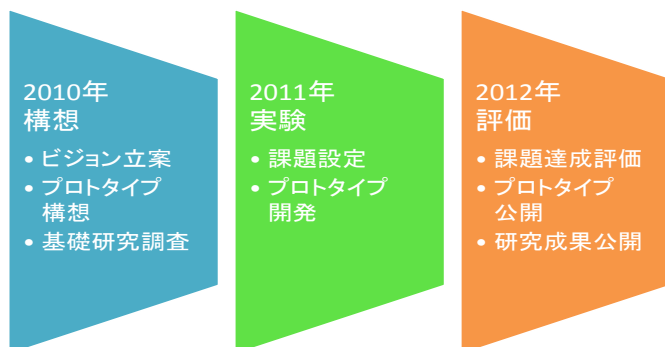 2010年
構想
• ビジョン立案
• プロトタイプ
構想
• 基礎研究調査
2011年
実験
• 課題設定
• プロトタイプ
開発
2012年
評価
• 課題達成評価
• プロトタイプ
公開
• 研究成果公開